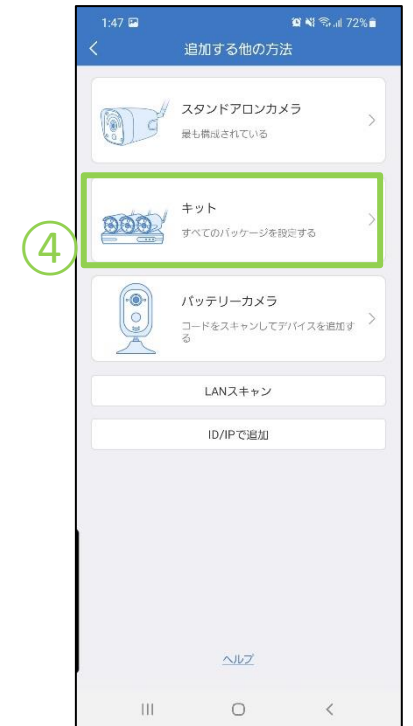 1:47 72%
追加する他の方法
スタンドアロンカメラ
最も構成されている
④
キット
すべてのパッケージを設定する
バッテリーカメラ
コードをスキャンしてデバイスを追加す
る
LANスキャン
ID/IPで追加
ヘルプ